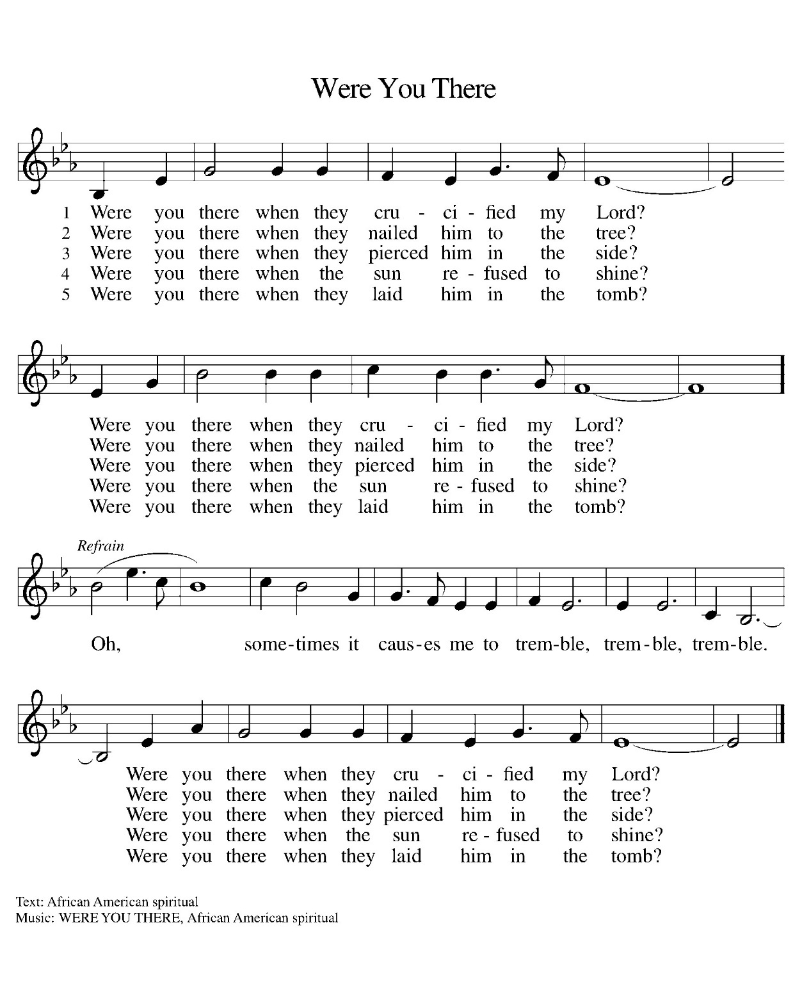 Were You There
1 Were you there when they cru - ci - fied my Lord?
2 Were you there when they nailed him to the tree?
3 Were you there when they pierced him in the side?
4 Were you there when the sun re - fused to shine?
5 Were you there when they laid him in the tomb?
Were you there when they cru - ci - fied my Lord?
Were you there when they nailed him to the tree?
Were you there when they pierced him in the side?
Were you there when the sun re - fused to shine?
Were you there when they laid him in the tomb?
Refrain
Oh, some - times it caus - es me to trem - ble, trem - ble, trem - ble.
Were you there when they cru - ci - fied my Lord?
Were you there when they nailed him to the tree?
Were you there when they pierced him in the side?
Were you there when the sun re - fused to shine?
Were you there when they laid him in the tomb?
Text: African American spiritual
Music: WERE YOU THERE, African American spiritual